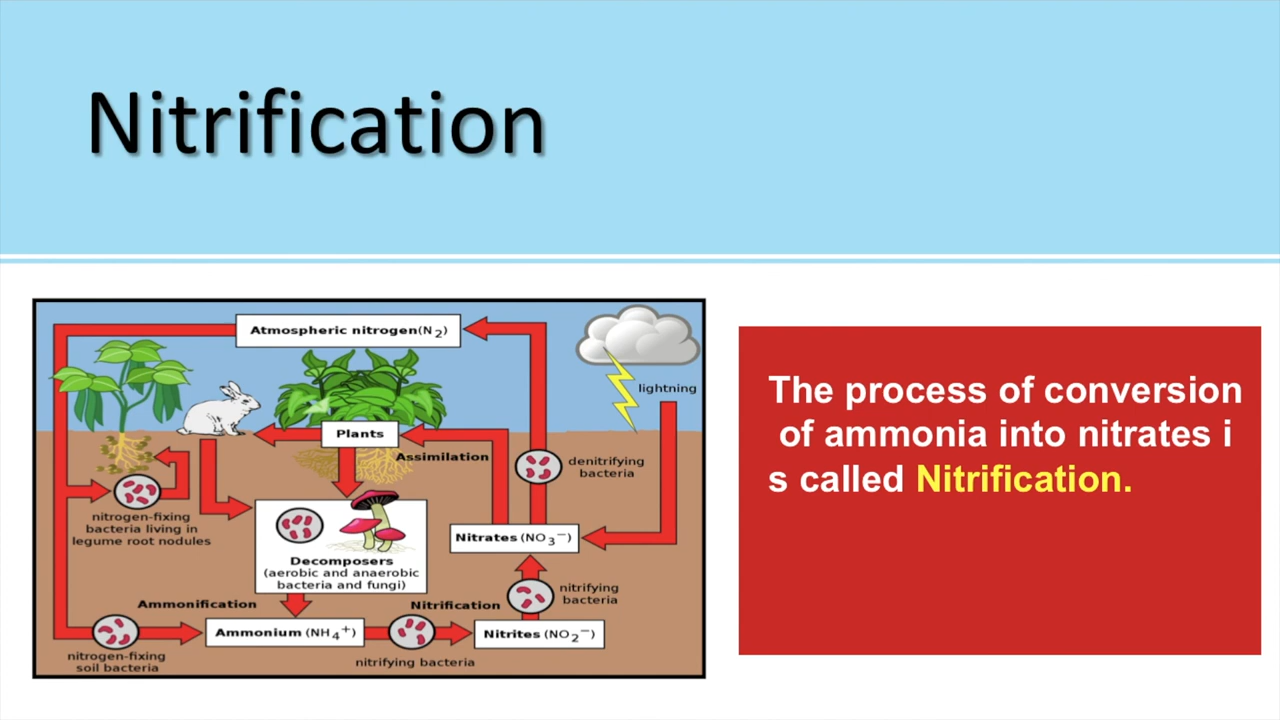 Nitrification
Atmospheric nitrogen(N2)
lightning
Plants
Assimilation
denitrifying
bacteria
nitrogen-fixing
bacteria living in
legume root nodules
Nitrates (NO3−)
Decomposers
(aerobic and anaerobic
bacteria and fungi)
nitrifying
bacteria
Ammonification
Nitrification
Ammonium (NH4+)
Nitrites (NO2−)
nitrogen-fixing
soil bacteria
nitrifying bacteria
The process of conversion
of ammonia into nitrates i
s called Nitrification.